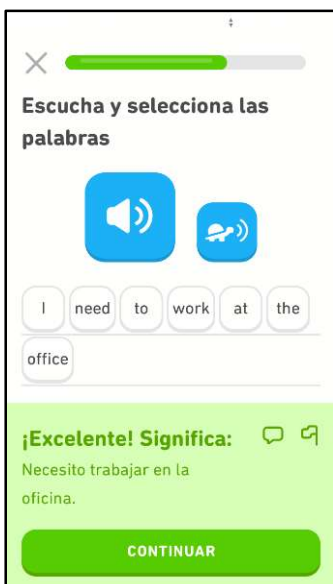 Escucha y selecciona las
palabras
I need to work at the
office
¡Excelente! Significa:
Necesito trabajar en la
oficina.
CONTINUAR